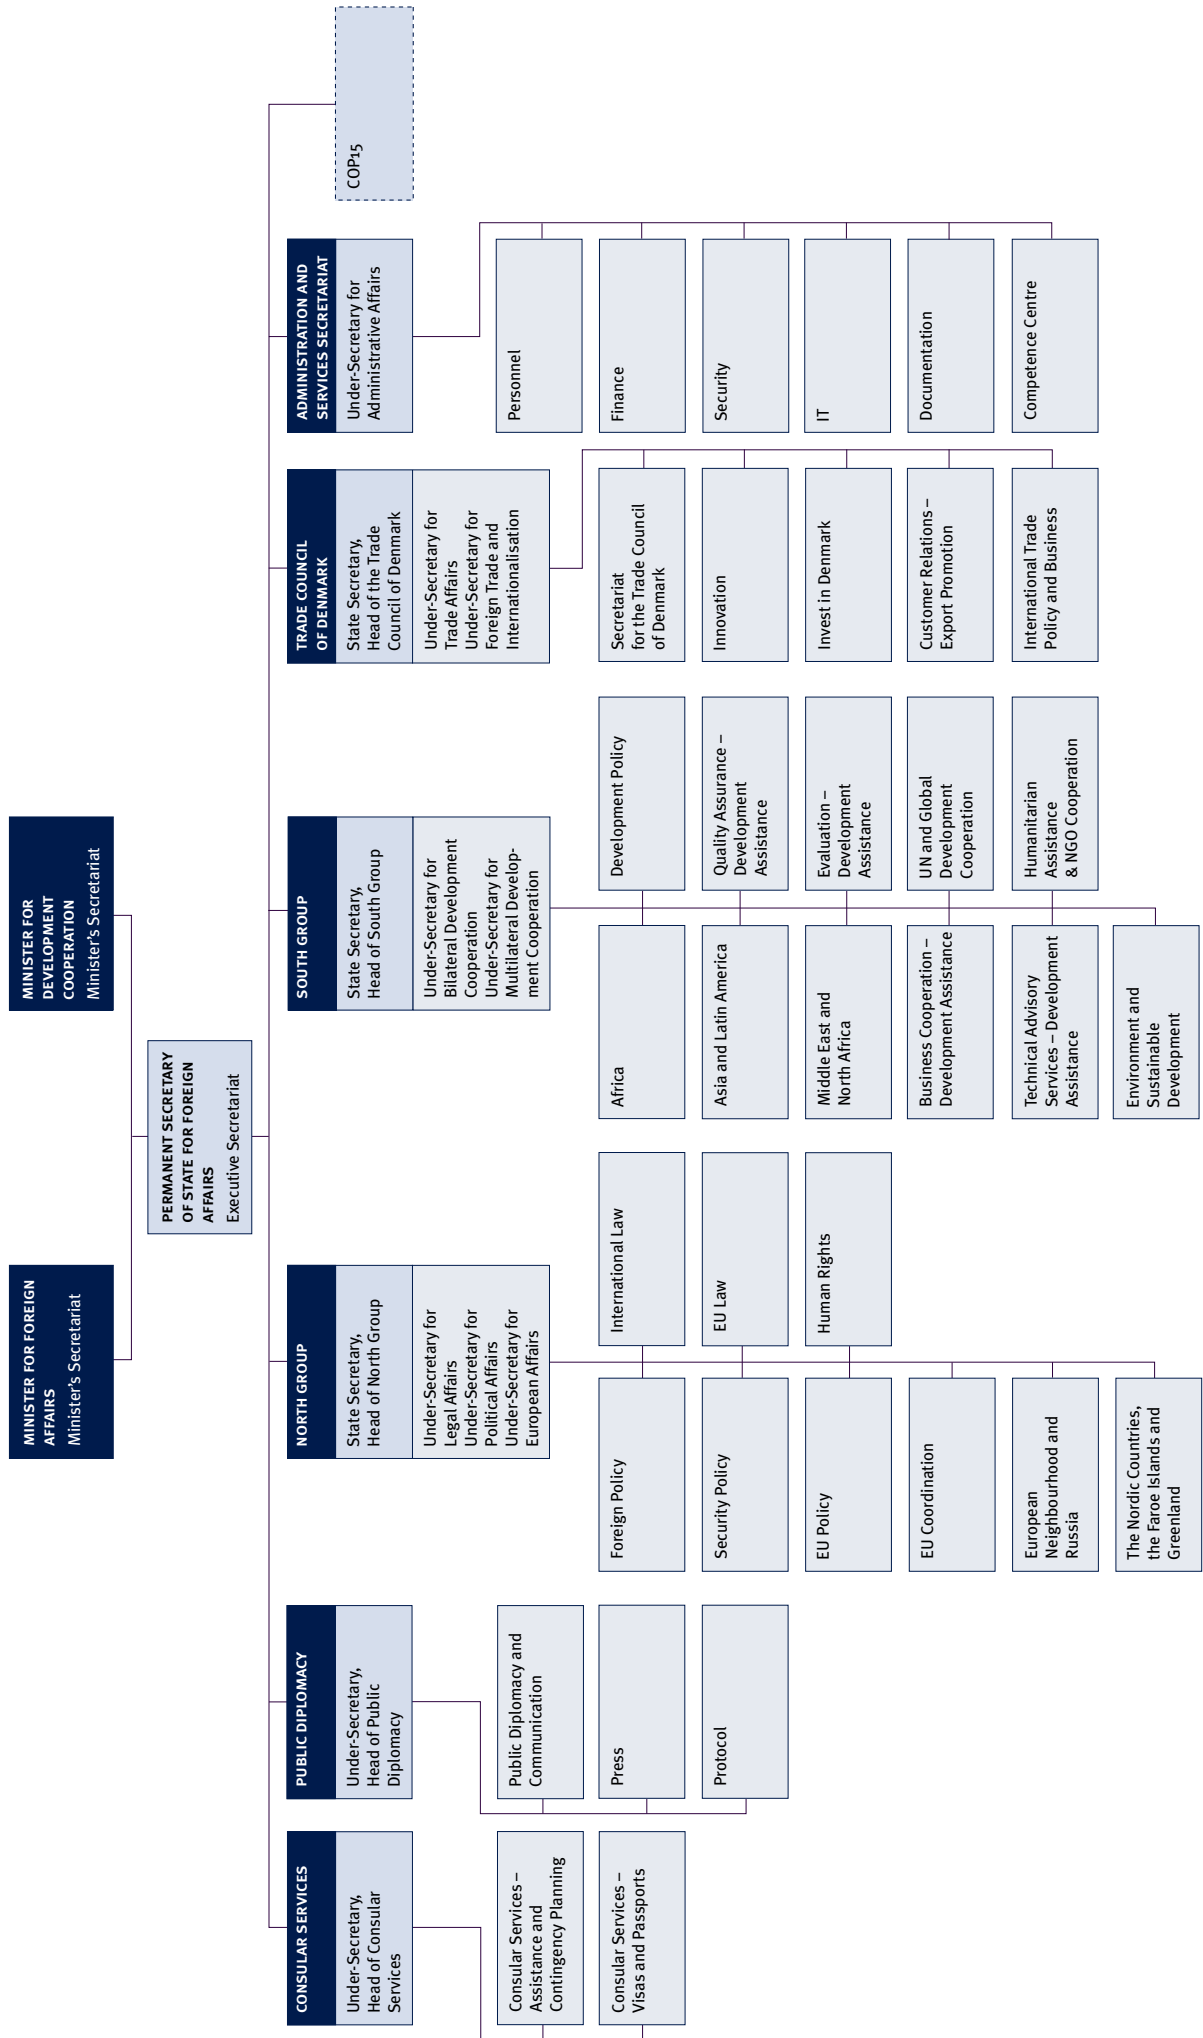 MINISTER FOR FOREIGN
AFFAIRS
Minister's Secretariat
MINISTER FOR
DEVELOPMENT
COOPERATION
Minister's Secretariat
PERMANENT SECRETARY
OF STATE FOR FOREIGN
AFFAIRS
Executive Secretariat
CONSULAR SERVICES
Under-Secretary,
Head of Consular
Services
Consular Services –
Assistance and
Contingency Planning
Consular Services –
Visas and Passports
PUBLIC DIPLOMACY
Under-Secretary,
Head of Public
Diplomacy
Public Diplomacy and
Communication
Press
Protocol
NORTH GROUP
State Secretary,
Head of North Group
Under-Secretary for
Legal Affairs
Under-Secretary for
Political Affairs
Under-Secretary for
European Affairs
Foreign Policy
Security Policy
EU Policy
EU Coordination
European
Neighbourhood and
Russia
The Nordic Countries,
the Faroe Islands and
Greenland
International Law
EU Law
Human Rights
SOUTH GROUP
State Secretary,
Head of South Group
Under-Secretary for
Bilateral Development
Cooperation
Under-Secretary for
Multilateral Develop-
ment Cooperation
Africa
Asia and Latin America
Middle East and
North Africa
Business Cooperation –
Development Assistance
Technical Advisory
Services – Development
Assistance
Environment and
Sustainable
Development
Development Policy
Quality Assurance –
Development
Assistance
Evaluation –
Development
Assistance
UN and Global
Development
Cooperation
Humanitarian
Assistance
& NGO Cooperation
TRADE COUNCIL
OF DENMARK
State Secretary,
Head of the Trade
Council of Denmark
Under-Secretary for
Trade Affairs
Under-Secretary for
Foreign Trade and
Internationalisation
Secretariat
for the Trade Council
of Denmark
Innovation
Invest in Denmark
Customer Relations –
Export Promotion
International Trade
Policy and Business
ADMINISTRATION AND
SERVICES SECRETARIAT
Under-Secretary for
Administrative Affairs
Personnel
Finance
Security
IT
Documentation
Competence Centre
COP15